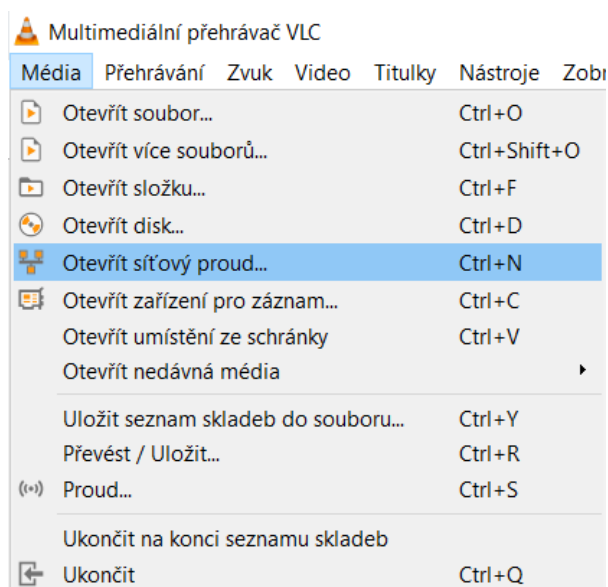 Multimediální přehrávač VLC
Média Přehrávání Zvuk Video Titulky Nástroje
Otevřít soubor... Ctrl+O
Otevřít více souborů... Ctrl+Shift+O
Otevřít složku... Ctrl+F
Otevřít disk... Ctrl+D
Otevřít síťový proud... Ctrl+N
Otevřít zařízení pro záznam... Ctrl+C
Otevřít umístění ze schránky Ctrl+V
Otevřít nedávná média
Uložit seznam skladeb do souboru... Ctrl+Y
Převést / Uložit... Ctrl+R
Proud... Ctrl+S
Ukončit na konci seznamu skladeb
Ukončit Ctrl+Q